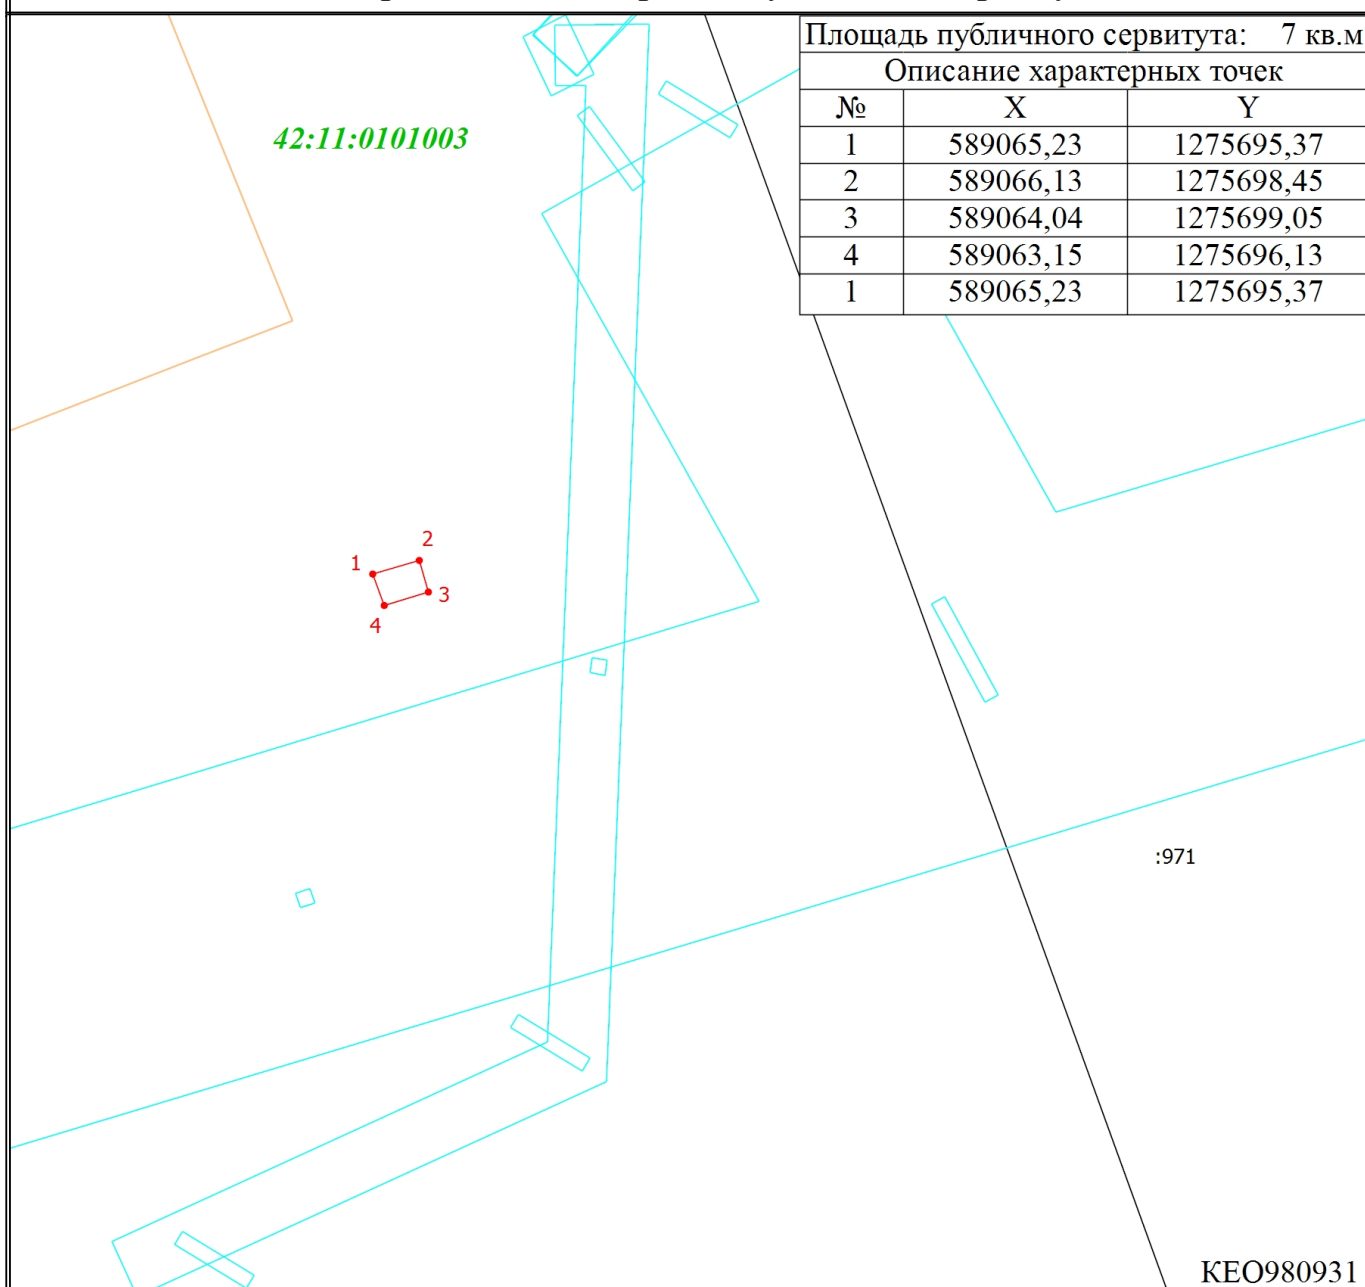 Площадь публичного сервитута: 7 кв.м
Описание характерных точек
№ X Y
1 589065,23 1275695,37
2 589066,13 1275698,45
3 589064,04 1275699,05
4 589063,15 1275696,13
1 589065,23 1275695,37
42:11:0101003
2
1
3
4
:971
КЕО980931